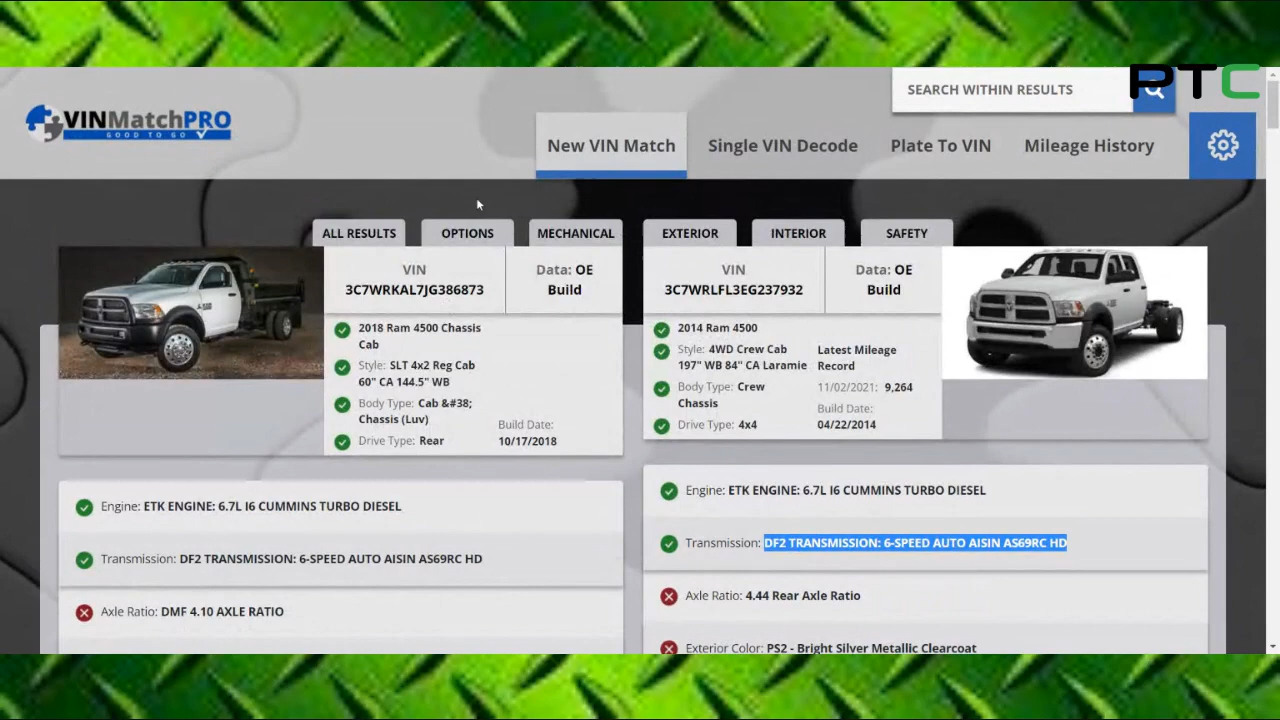 PTC
SEARCH WITHIN RESULTS
VINMatchPRO
GOOD TO GO
New VIN Match
Single VIN Decode
Plate To VIN
Mileage History
ALL RESULTS
OPTIONS
MECHANICAL
EXTERIOR
INTERIOR
SAFETY
VIN
3C7WRKAL7JG386873
Data: OE
Build
2018 Ram 4500 Chassis
Cab
Style: SLT 4x2 Reg Cab
60" CA 144.5" WB
Body Type: Cab &#38;
Chassis (Luv)
Drive Type: Rear
Build Date:
10/17/2018
VIN
3C7WRLFL3EG237932
Data: OE
Build
2014 Ram 4500
Style: 4WD Crew Cab
197" WB 84" CA Laramie
Body Type: Crew
Chassis
Drive Type: 4x4
Latest Mileage
Record
11/02/2021: 9,264
Build Date:
04/22/2014
Engine: ETK ENGINE: 6.7L I6 CUMMINS TURBO DIESEL
Transmission: DF2 TRANSMISSION: 6-SPEED AUTO AISIN AS69RC HD
Axle Ratio: DMF 4.10 AXLE RATIO
Engine: ETK ENGINE: 6.7L I6 CUMMINS TURBO DIESEL
Transmission: DF2 TRANSMISSION: 6-SPEED AUTO AISIN AS69RC HD
Axle Ratio: 4.44 Rear Axle Ratio
Exterior Color: PS2 - Bright Silver Metallic Clearcoat